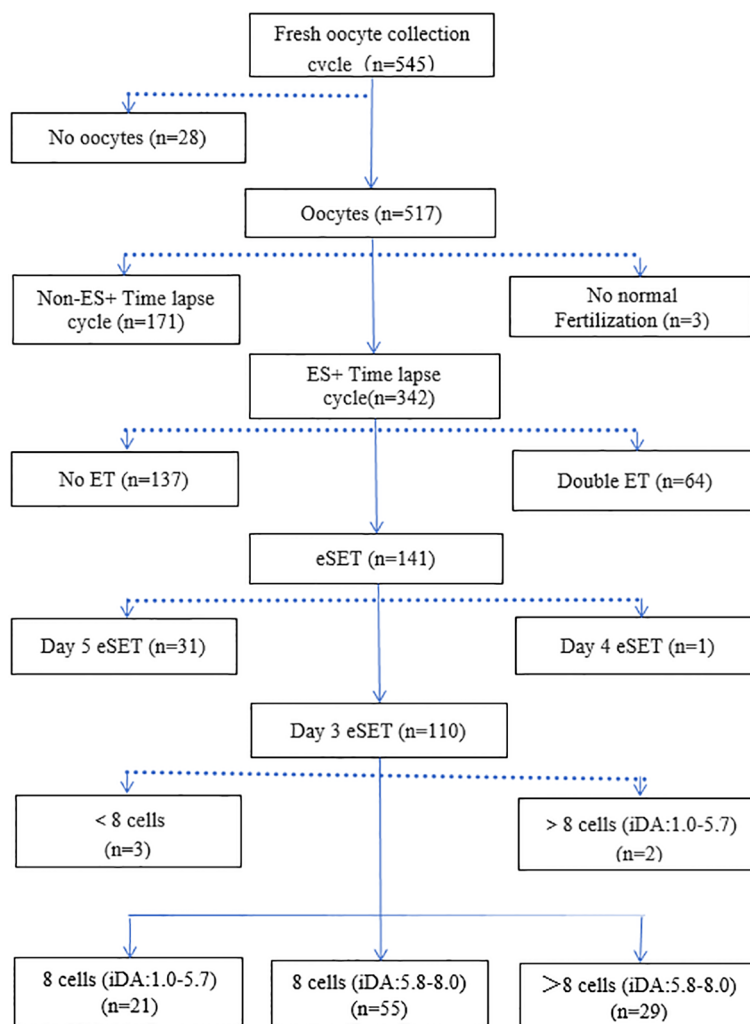 Fresh oocyte collection
cycle (n=545)
No oocytes (n=28)
Oocytes (n=517)
Non-ES+ Time lapse
cycle (n=171)
No normal
Fertilization (n=3)
ES+ Time lapse
cycle(n=342)
No ET (n=137)
Double ET (n=64)
eSET (n=141)
Day 5 eSET (n=31)
Day 4 eSET (n=1)
Day 3 eSET (n=110)
< 8 cells
(n=3)
> 8 cells (iDA:1.0-5.7)
(n=2)
8 cells (iDA:1.0-5.7)
(n=21)
8 cells (iDA:5.8-8.0)
(n=55)
>8 cells (iDA:5.8-8.0)
(n=29)